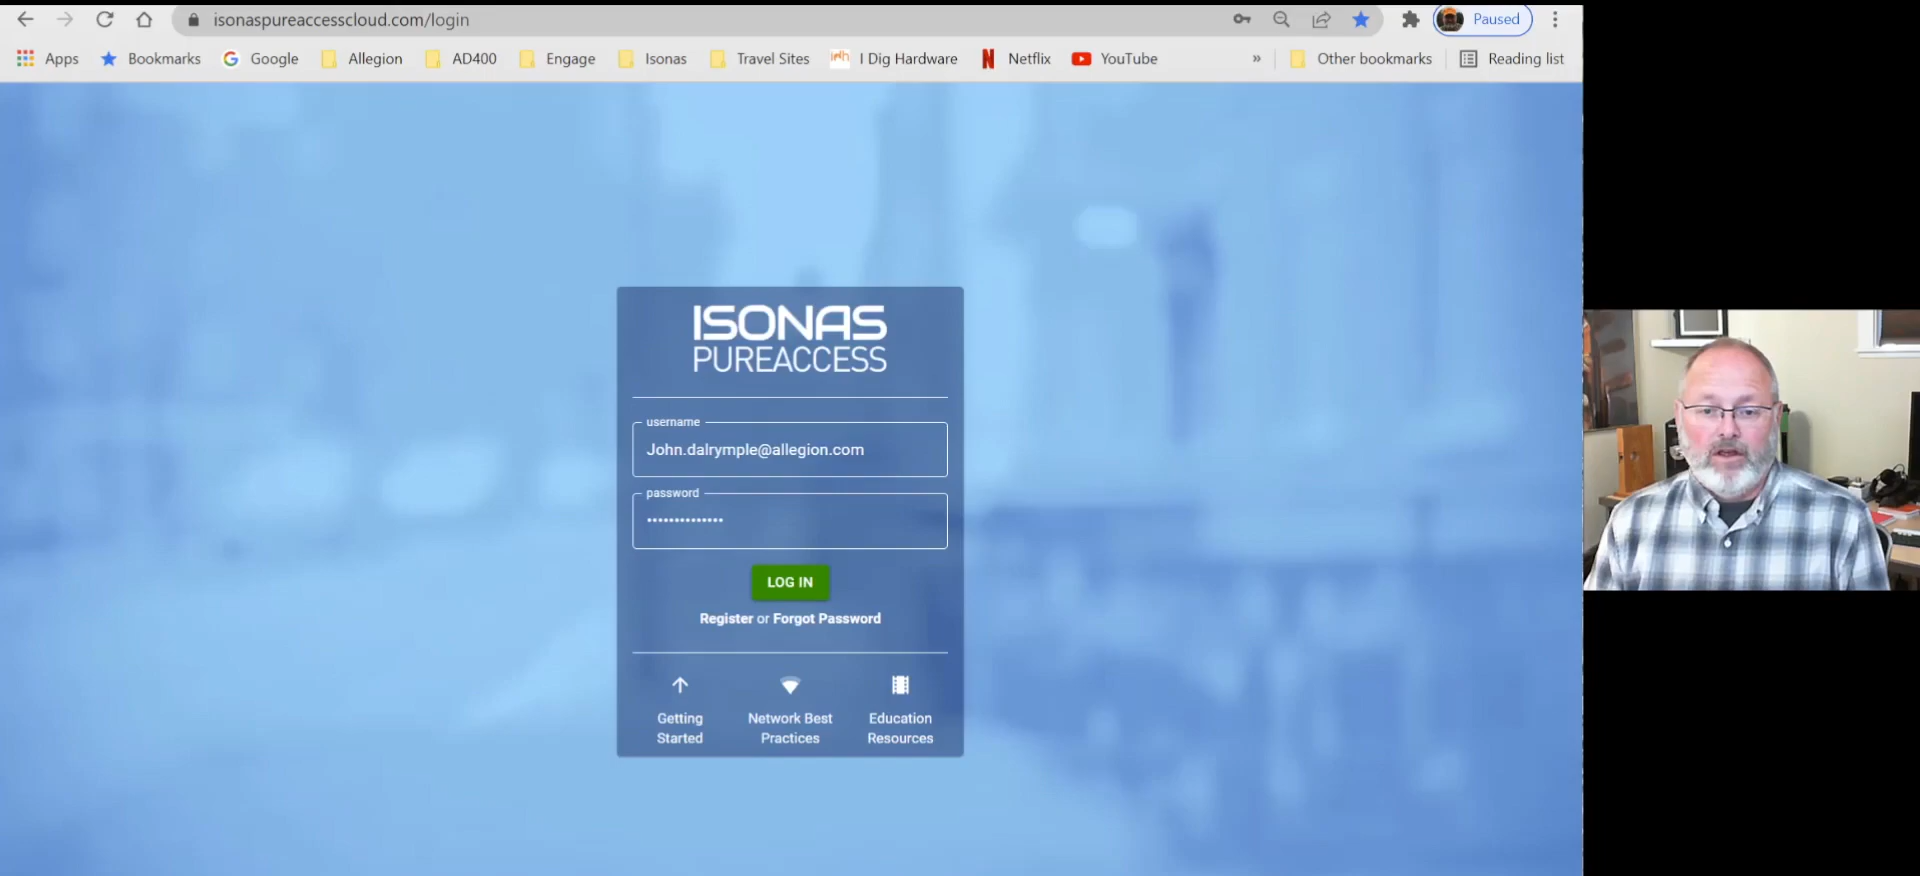 isonaspureaccesscloud.com/login
Paused
Apps Bookmarks Google Allegion AD400 Engage Isonas Travel Sites I Dig Hardware Netflix YouTube » Other bookmarks Reading list
ISONAS
PUREACCESS
username
John.dalrymple@allegion.com
password
••••••••••••••
LOG IN
Register or Forgot Password
Getting
Started
Network Best
Practices
Education
Resources